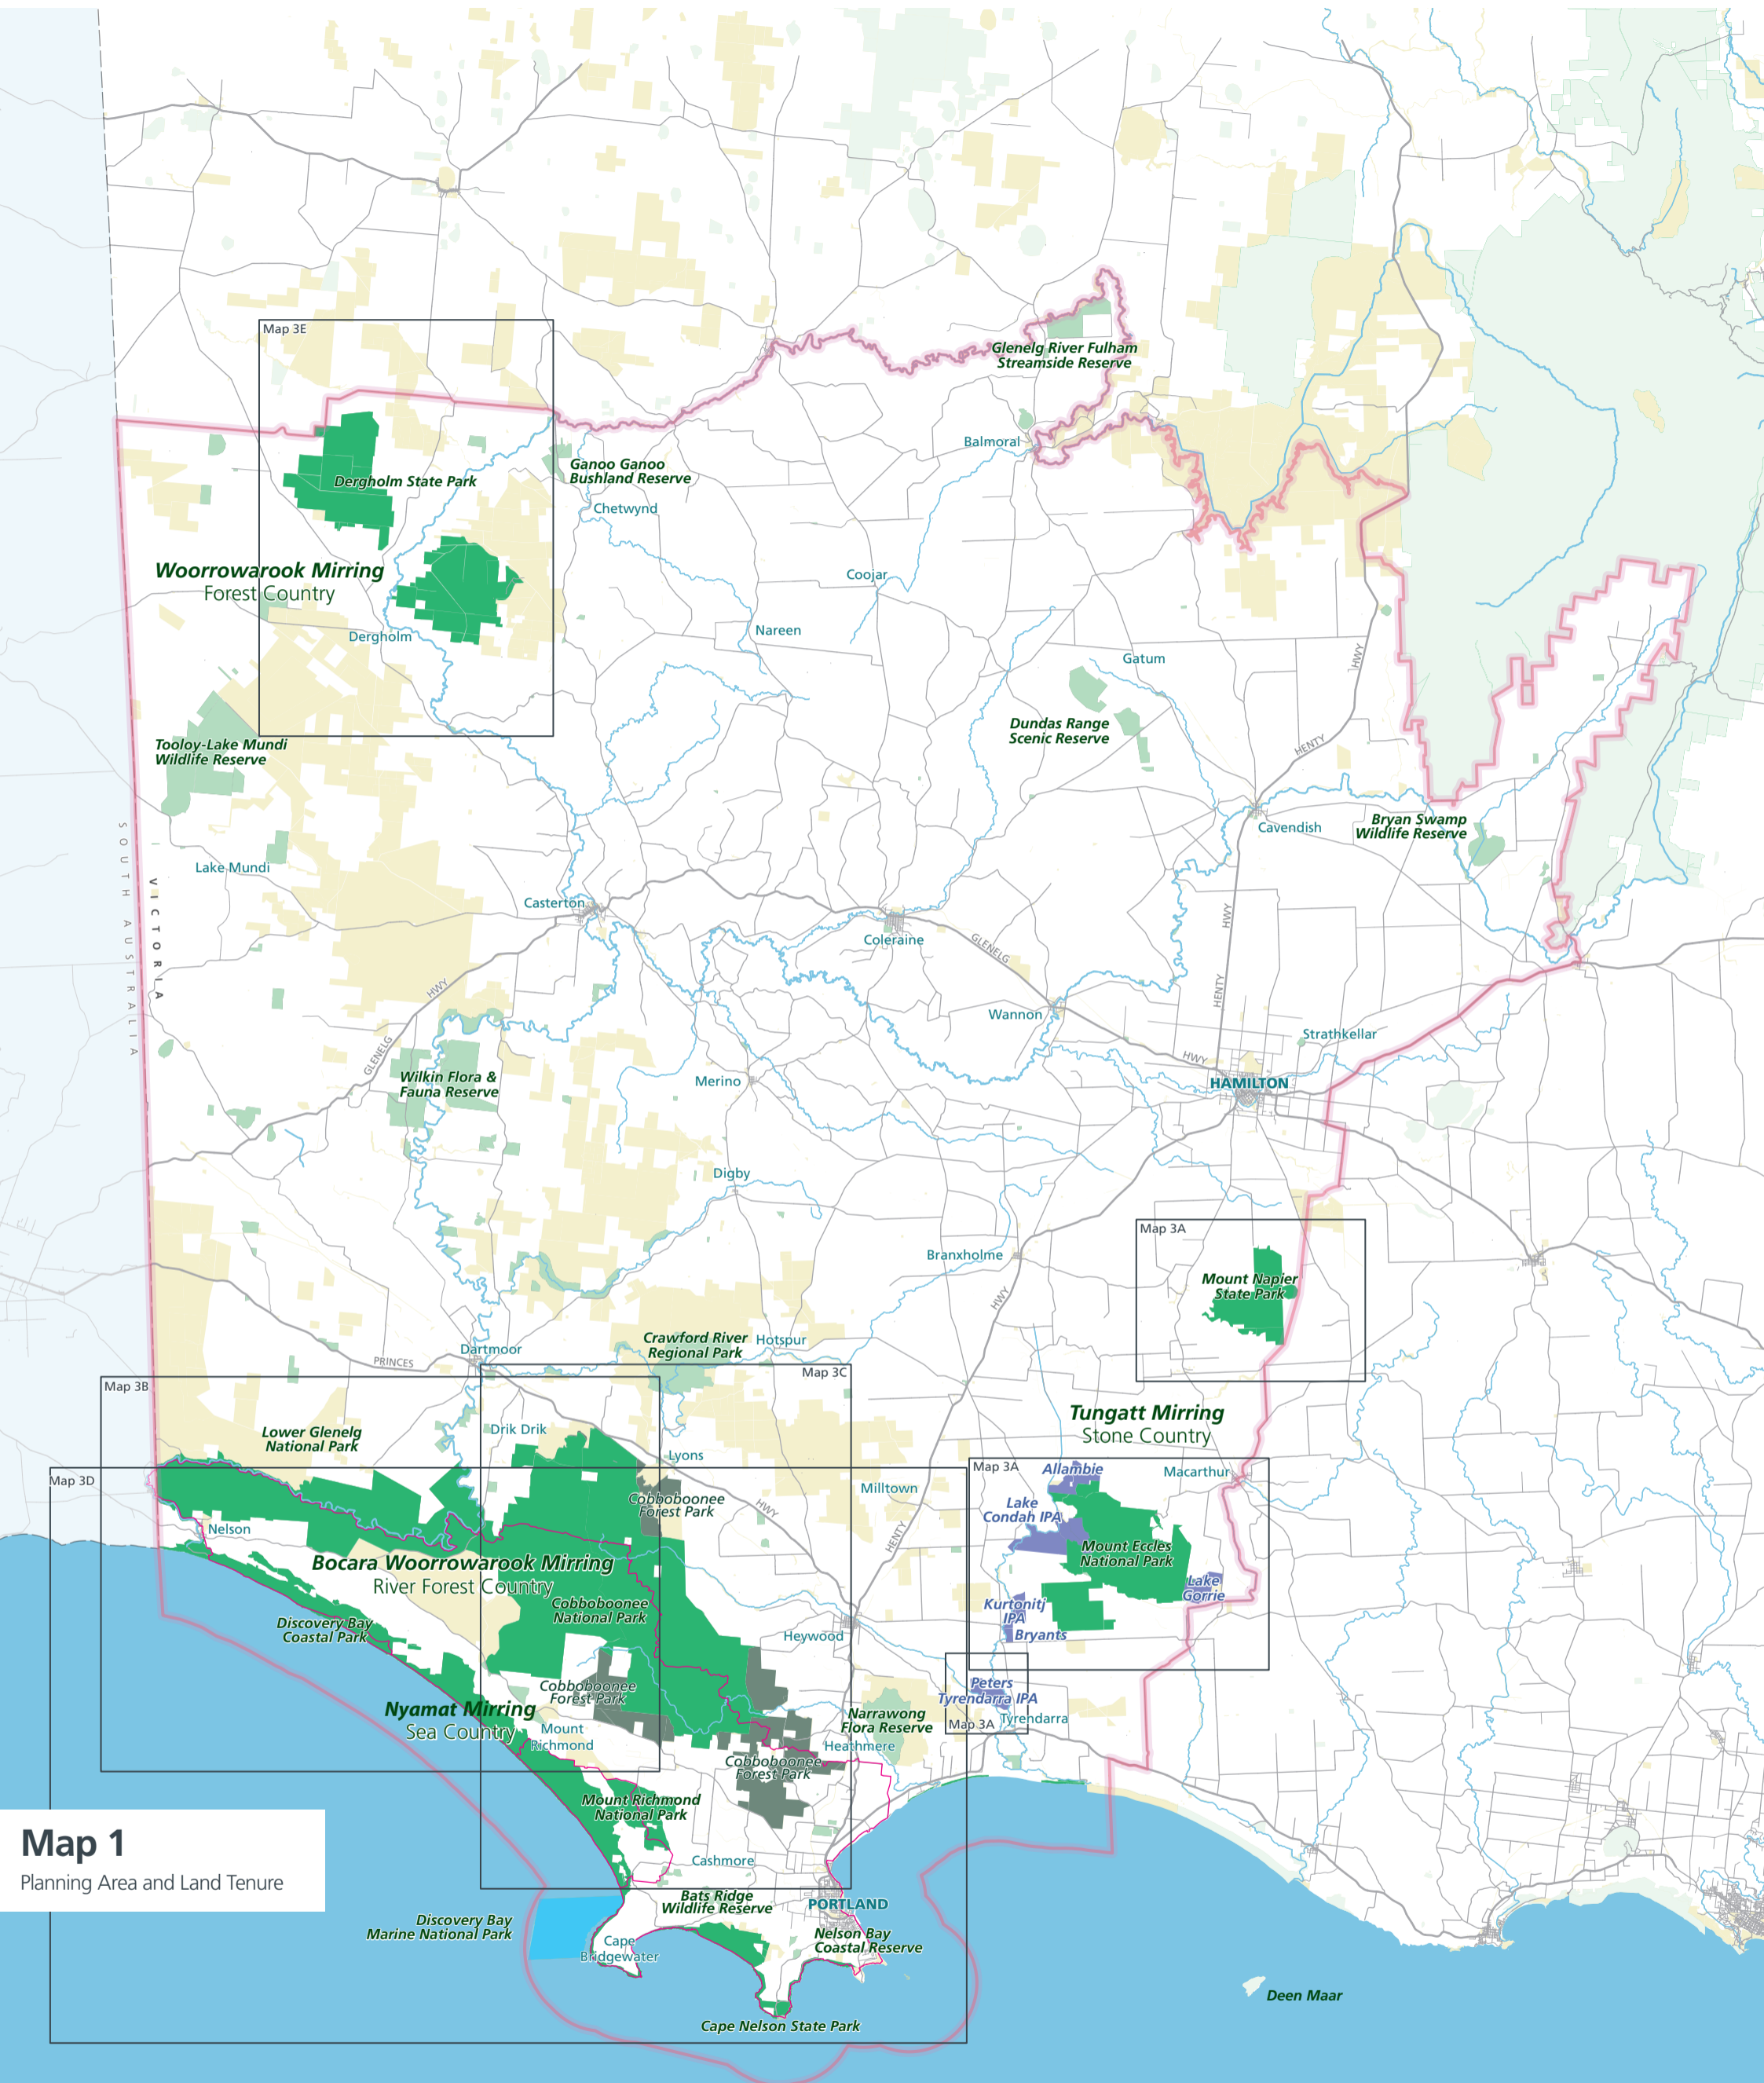 Map 3E
Glenelg River Fulham
Streamside Reserve
Balmoral
Ganoo Ganoo
Bushland Reserve
Dergholm State Park
Chetwynd
Woorrowarook Mirring
Forest Country
Coojar
Dergholm
Nareen
Gatum
HWY
Dundas Range
Scenic Reserve
HENTY
Tooloy-Lake Mundi
Wildlife Reserve
Bryan Swamp
Wildlife Reserve
Cavendish
SOUTH AUSTRALIA
VICTORIA
Lake Mundi
Casterton
Coleraine
GLENELG
HWY
HENTY
HWY
GLENELG
Wannon
Strathkellar
HWY
HAMILTON
Wilkin Flora &
Fauna Reserve
Merino
Digby
Map 3A
Branxholme
Mount Napier
State Park
HWY
Crawford River
Regional Park
Hotspur
Dartmoor
PRINCES
Map 3B
Map 3C
Tungatt Mirring
Stone Country
Lower Glenelg
National Park
Drik Drik
Lyons
Map 3D
Map 3A
Allambie
Macarthur
Milltown
Cobboboonee
Forest Park
HWY
HENTY
Lake
Condah IPA
Nelson
Mount Eccles
National Park
Bocara Woorrowarook Mirring
River Forest Country
Lake
Gorrie
Cobboboonee
National Park
Kurtonitj
IPA
Bryants
Discovery Bay
Coastal Park
Heywood
Cobboboonee
Forest Park
Peters
Tyrendarra IPA
Map 3A
Tyrendarra
Nyamat Mirring
Sea Country
Narrawong
Flora Reserve
Mount
Richmond
Heathmere
Cobboboonee
Forest Park
Mount Richmond
National Park
Map 1
Planning Area and Land Tenure
Cashmore
Bats Ridge
Wildlife Reserve
PORTLAND
Discovery Bay
Marine National Park
Nelson Bay
Coastal Reserve
Cape
Bridgewater
Deen Maar
Cape Nelson State Park